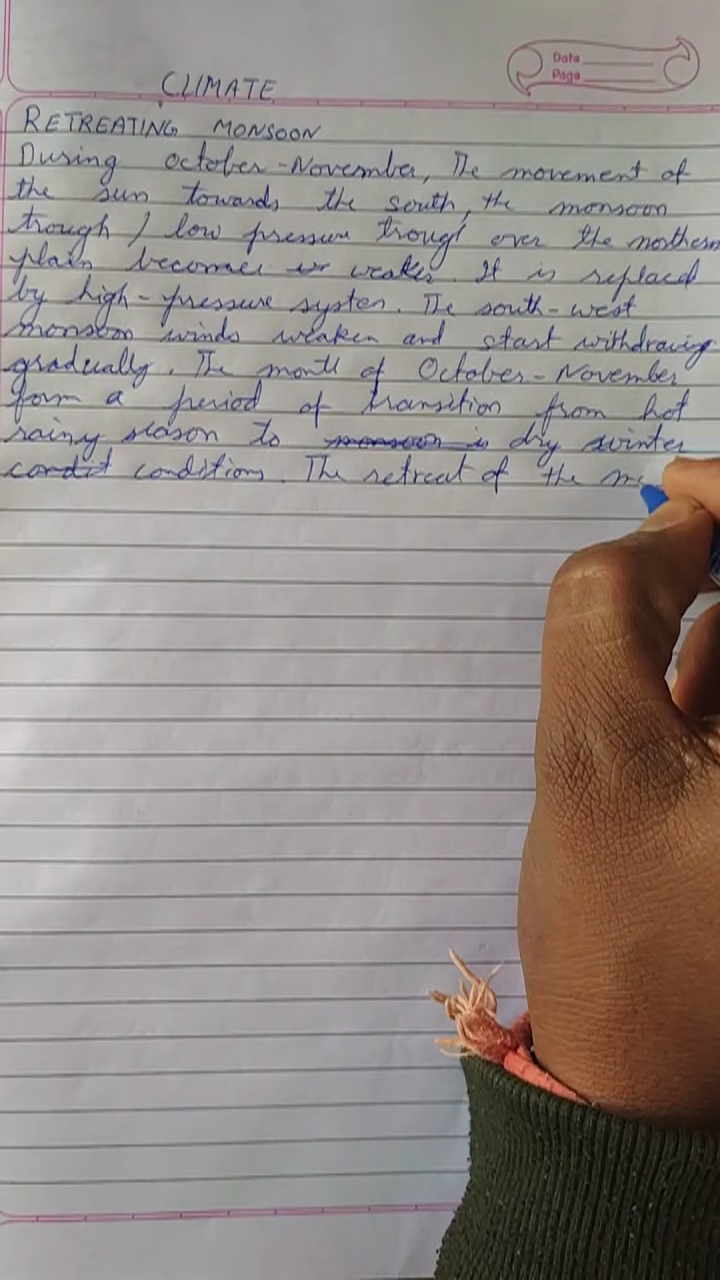 Date
Page
CLIMATE
RETREATING MONSOON
During October-November, The movement of
the sun towards the south, the monsoon
trough / low pressure trough over the northern
plain becomes weaker. It is replaced
by high-pressure system. The south-west
monsoon winds weaken and start withdrawing
gradually. The month of October-November
form a period of transition from hot
rainy season to monsoon is dry winter
condit conditions. The retreat of the